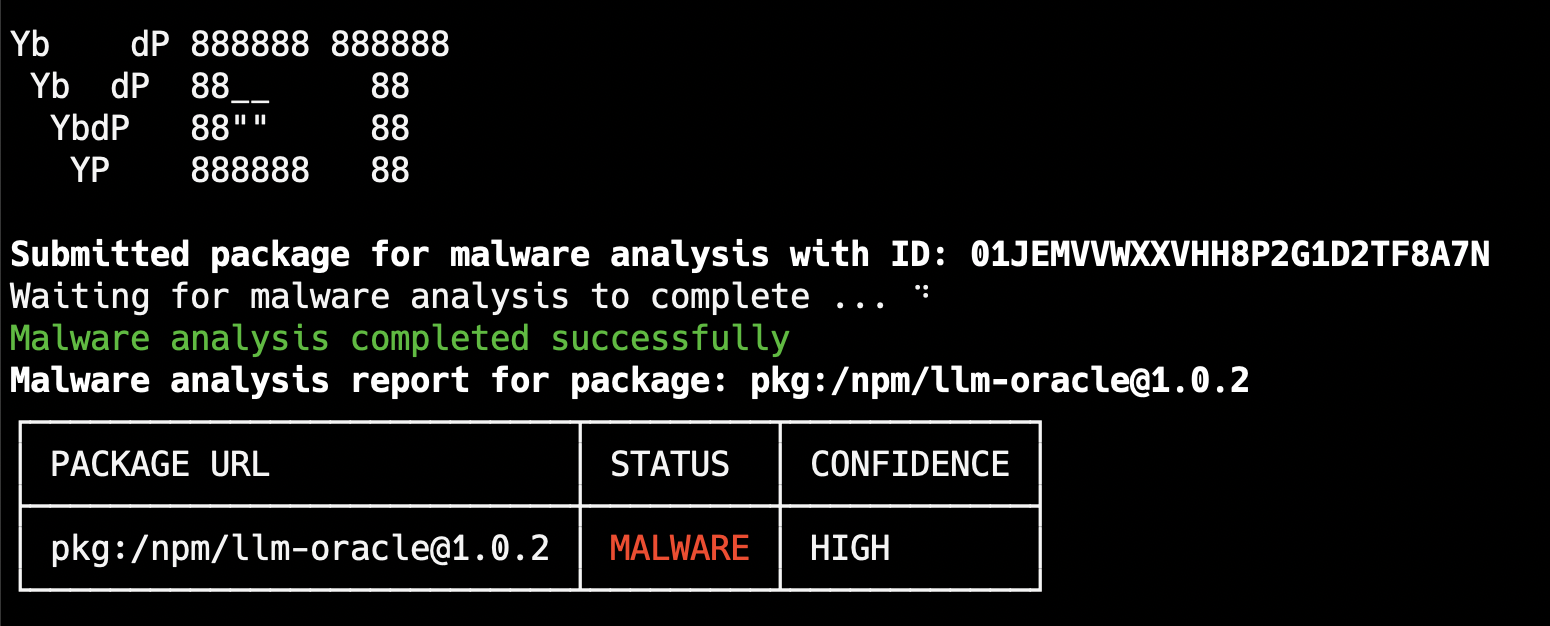 Yb    dP 888888 888888
 Yb  dP  88__     88
  YbdP   88""     88
   YP    888888   88
Submitted package for malware analysis with ID: 01JEMVVWXXVHH8P2G1D2TF8A7N
Waiting for malware analysis to complete ... ⠙
Malware analysis completed successfully
Malware analysis report for package: pkg:/npm/llm-oracle@1.0.2
PACKAGE URL STATUS CONFIDENCE
pkg:/npm/llm-oracle@1.0.2 MALWARE HIGH